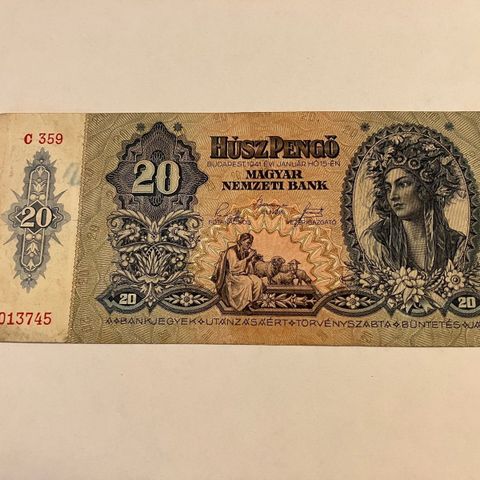 C 359
20
013745
HÚSZ PENGŐ
BUDAPEST, 1941. ÉVI JANUÁR HÓ 15-ÉN
MAGYAR
NEMZETI BANK
20
20
20
A BANKJEGYEK UTÁNZÁSÁÉRT TÖRVÉNYSZABTA BÜNTETÉS JÁ